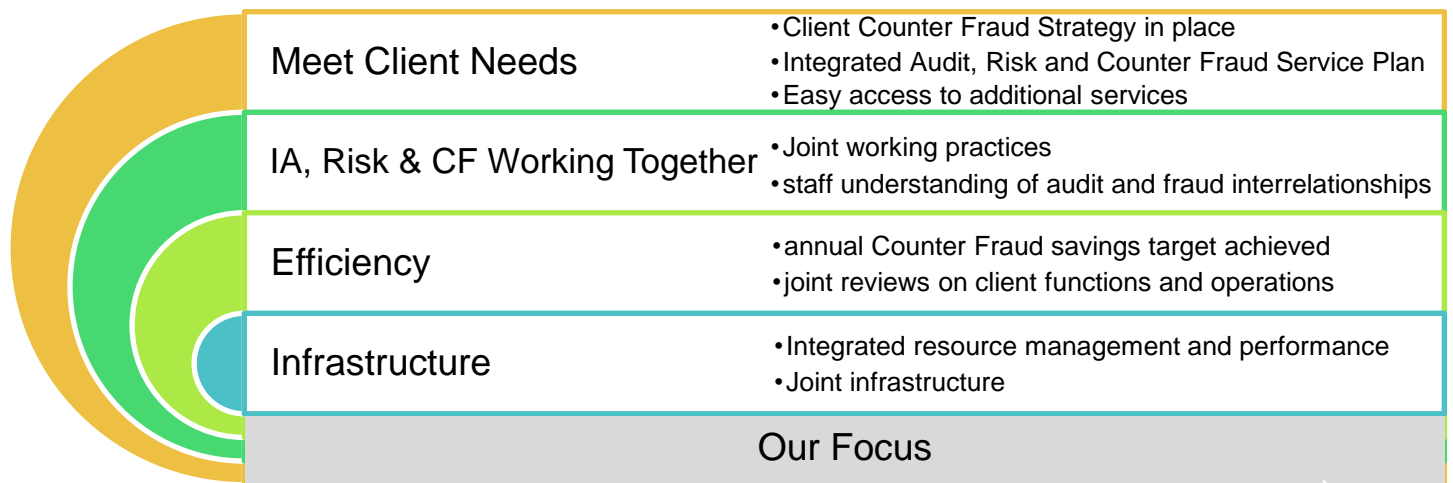 Meet Client Needs
•Client Counter Fraud Strategy in place
•Integrated Audit, Risk and Counter Fraud Service Plan
•Easy access to additional services
IA, Risk & CF Working Together
•Joint working practices
•staff understanding of audit and fraud interrelationships
Efficiency
•annual Counter Fraud savings target achieved
•joint reviews on client functions and operations
Infrastructure
•Integrated resource management and performance
•Joint infrastructure
Our Focus